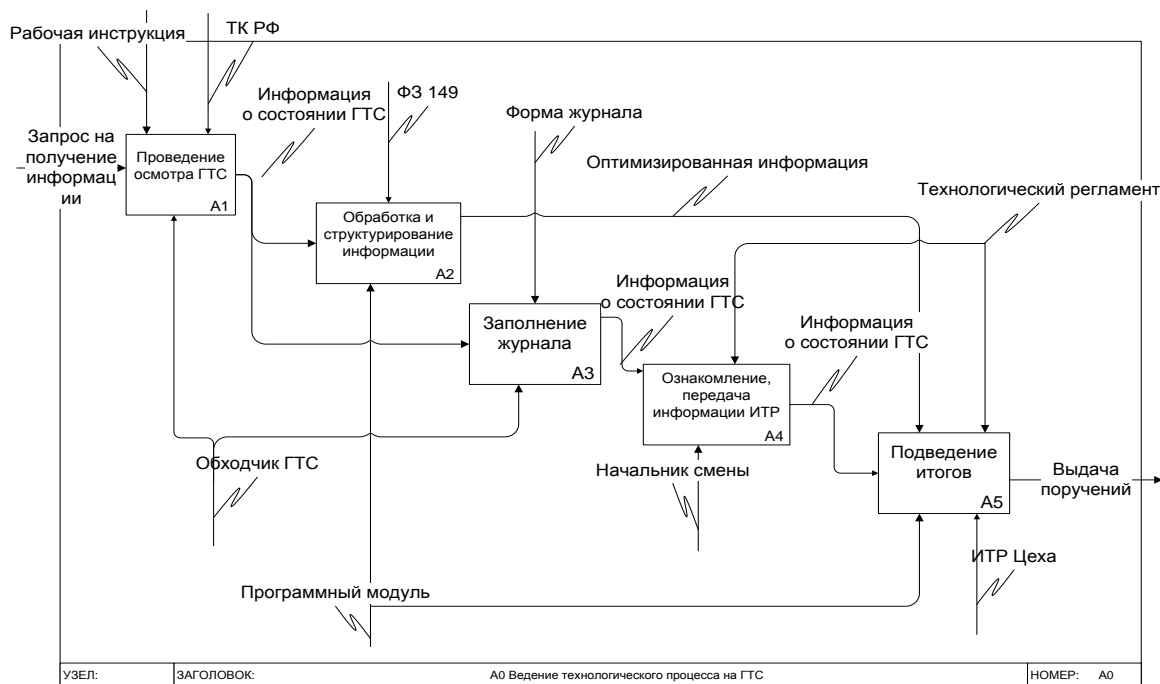 Рабочая инструкция
ТК РФ
Информация
о состоянии ГТС
ФЗ 149
Форма журнала
Запрос на
получение
информац
ии
Проведение
осмотра ГТС
А1
Оптимизированная информация
Технологический регламент
Обработка и
структурирование
информации
А2
Информация
о состоянии ГТС
Заполнение
журнала
А3
Информация
о состоянии ГТС
Ознакомление,
передача
информации ИТР
А4
Обходчик ГТС
Начальник смены
Подведение
итогов
А5
Выдача
поручений
ИТР Цеха
Программный модуль
УЗЕЛ:
ЗАГОЛОВОК:
А0 Ведение технологического процесса на ГТС
НОМЕР:
А0